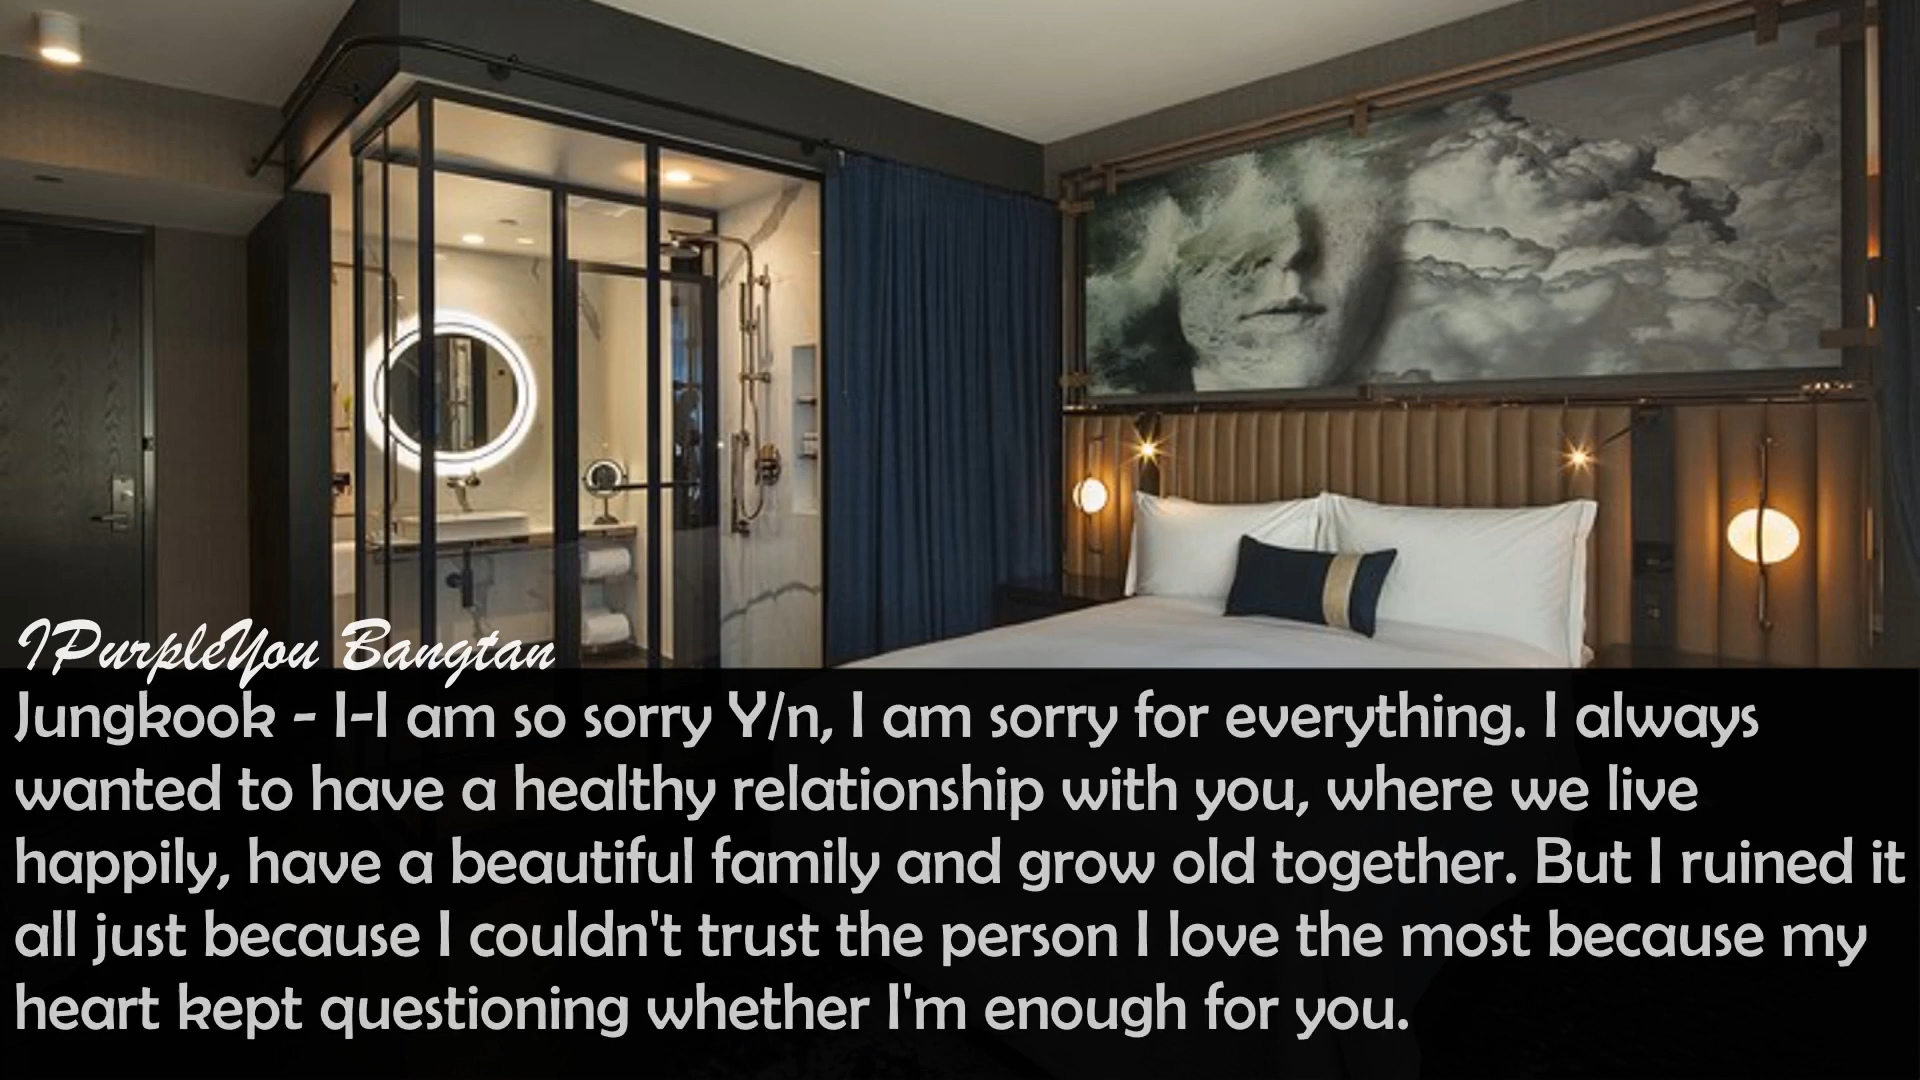 IPurpleYou Bangtan
Jungkook - I-I am so sorry Y/n, I am sorry for everything. I always
wanted to have a healthy relationship with you, where we live
happily, have a beautiful family and grow old together. But I ruined it
all just because I couldn't trust the person I love the most because my
heart kept questioning whether I'm enough for you.